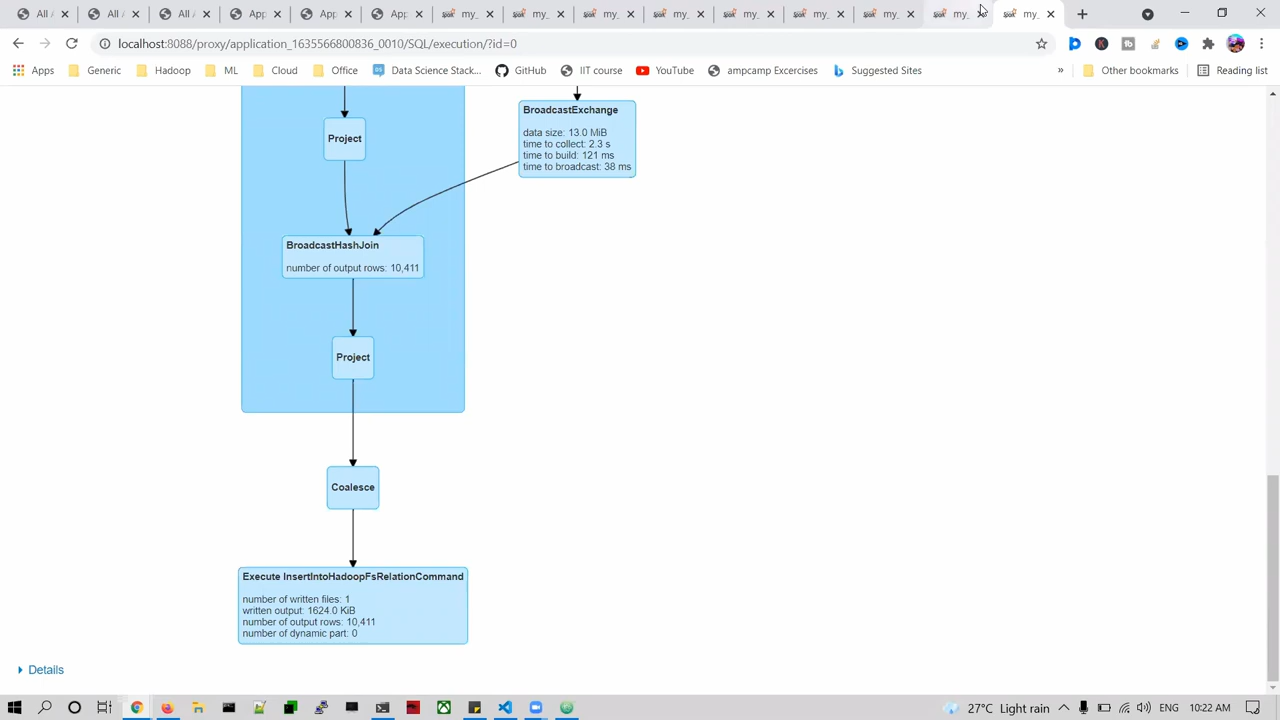 All
All
All
App
App
App
my
my
my
my
my
my
my
my
my
localhost:8088/proxy/application_1635566800836_0010/SQL/execution/?id=0
Apps
Generic
Hadoop
ML
Cloud
Office
DS
Data Science Stack...
GitHub
IIT course
YouTube
ampcamp Excercises
Suggested Sites
»
Other bookmarks
Reading list
BroadcastExchange
data size: 13.0 MiB
time to collect: 2.3 s
time to build: 121 ms
time to broadcast: 38 ms
Project
BroadcastHashJoin
number of output rows: 10,411
Project
Coalesce
Execute InsertIntoHadoopFsRelationCommand
number of written files: 1
written output: 1624.0 KiB
number of output rows: 10,411
number of dynamic part: 0
Details
27°C Light rain
ENG
10:22 AM